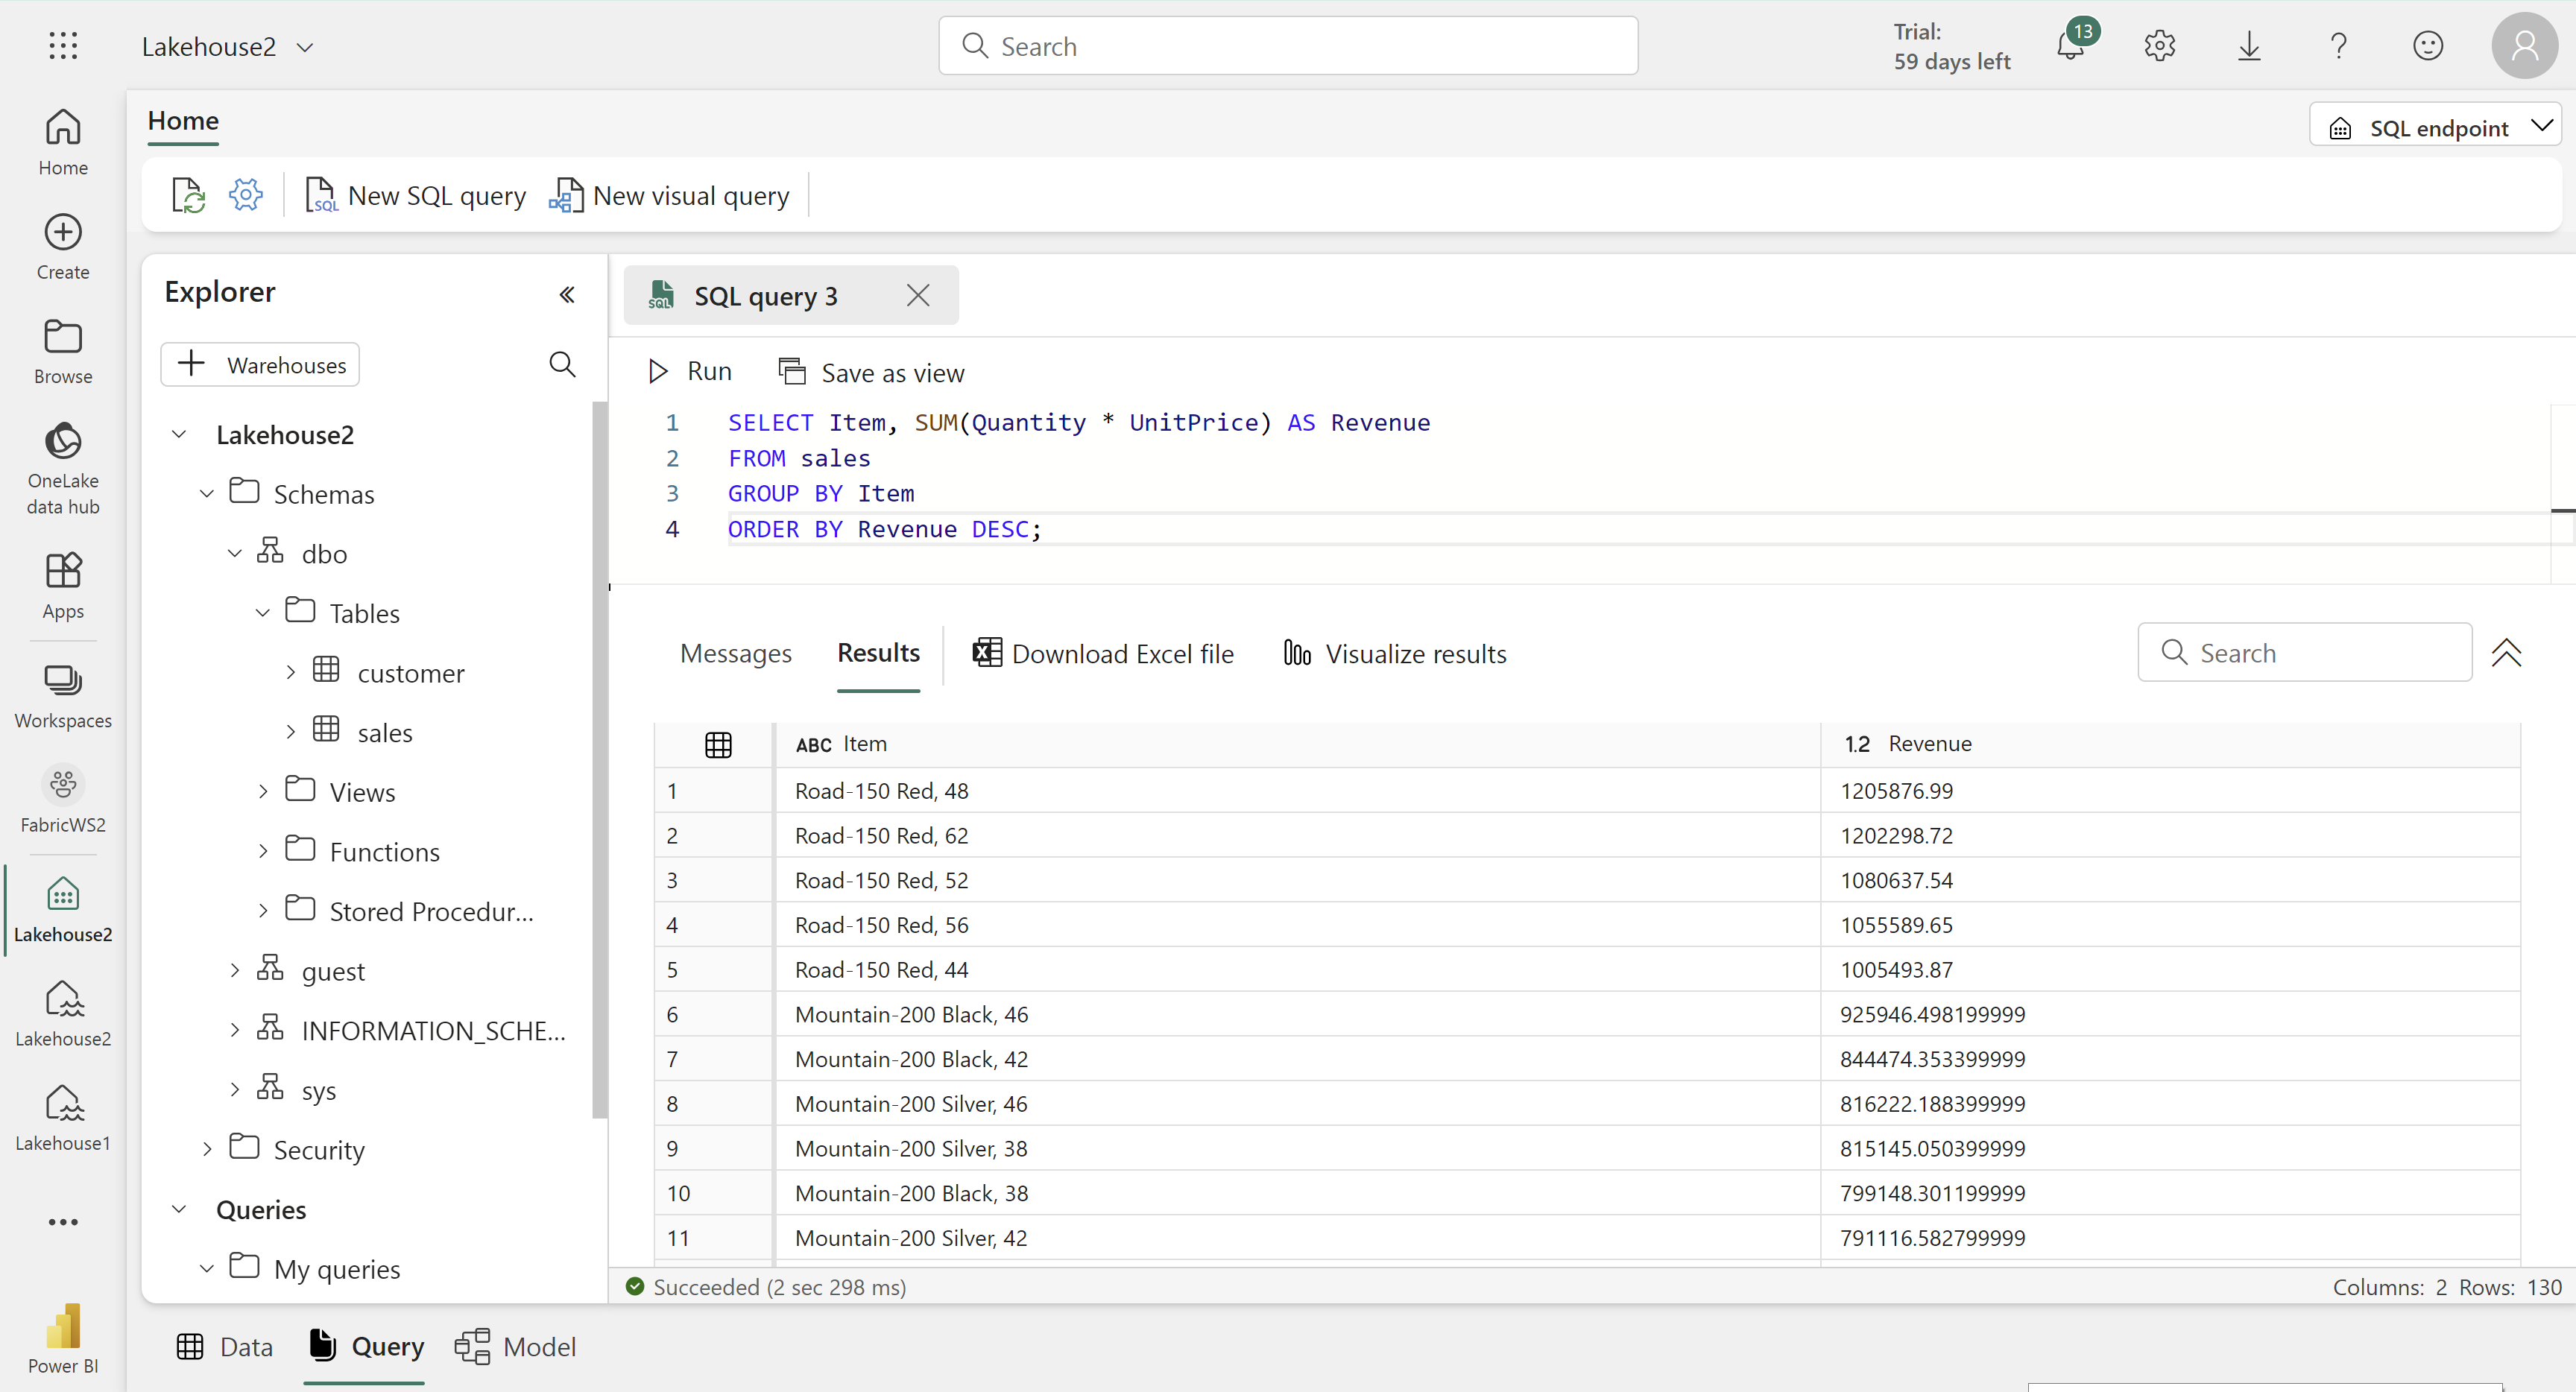 Lakehouse2
Search
Trial:
59 days left
13
Home
SQL endpoint
Home
Create
Browse
OneLake
data hub
Apps
Workspaces
FabricWS2
Lakehouse2
Lakehouse2
Lakehouse1
Power BI
SQL New SQL query
New visual query
Explorer
Warehouses
Lakehouse2
Schemas
dbo
Tables
customer
sales
Views
Functions
Stored Procedur...
guest
INFORMATION_SCHE...
sys
Security
Queries
My queries
SQL SQL query 3
Run
Save as view
1 SELECT Item, SUM(Quantity * UnitPrice) AS Revenue
2 FROM sales
3 GROUP BY Item
4 ORDER BY Revenue DESC;
Messages
Results
Download Excel file
Visualize results
Search
ABC Item 1.2 Revenue
1 Road-150 Red, 48 1205876.99
2 Road-150 Red, 62 1202298.72
3 Road-150 Red, 52 1080637.54
4 Road-150 Red, 56 1055589.65
5 Road-150 Red, 44 1005493.87
6 Mountain-200 Black, 46 925946.498199999
7 Mountain-200 Black, 42 844474.353399999
8 Mountain-200 Silver, 46 816222.188399999
9 Mountain-200 Silver, 38 815145.050399999
10 Mountain-200 Black, 38 799148.301199999
11 Mountain-200 Silver, 42 791116.582799999
Succeeded (2 sec 298 ms)
Columns: 2 Rows: 130
Data
Query
Model